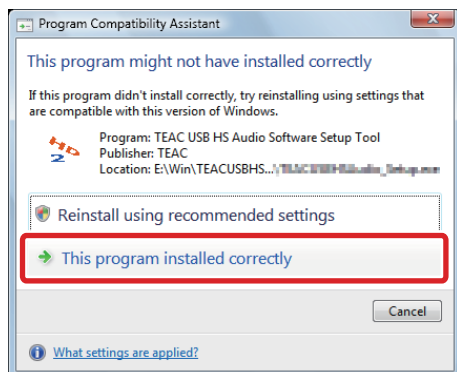 Program Compatibility Assistant
This program might not have installed correctly
If this program didn't install correctly, try reinstalling using settings that
are compatible with this version of Windows.
HD
2
Program: TEAC USB HS Audio Software Setup Tool
Publisher: TEAC
Location: E:\Win\TEACUSBHS...\
Reinstall using recommended settings
This program installed correctly
Cancel
What settings are applied?